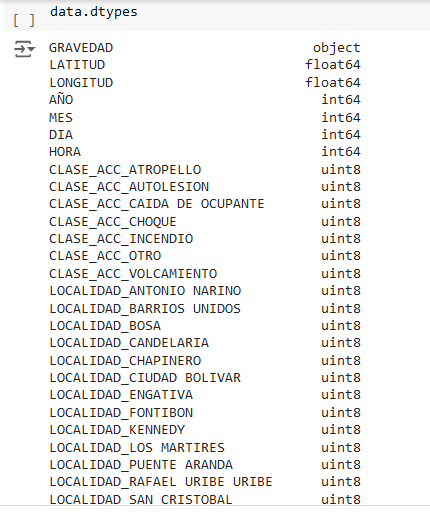 data.dtypes
[ ]
GRAVEDAD object
LATITUD float64
LONGITUD float64
AÑO int64
MES int64
DIA int64
HORA int64
CLASE_ACC_ATROPELLO uint8
CLASE_ACC_AUTOLESION uint8
CLASE_ACC_CAIDA DE OCUPANTE uint8
CLASE_ACC_CHOQUE uint8
CLASE_ACC_INCENDIO uint8
CLASE_ACC_OTRO uint8
CLASE_ACC_VOLCAMIENTO uint8
LOCALIDAD_ANTONIO NARINO uint8
LOCALIDAD_BARRIOS UNIDOS uint8
LOCALIDAD_BOSA uint8
LOCALIDAD_CANDELARIA uint8
LOCALIDAD_CHAPINERO uint8
LOCALIDAD_CIUDAD BOLIVAR uint8
LOCALIDAD_ENGATIVA uint8
LOCALIDAD_FONTIBON uint8
LOCALIDAD_KENNEDY uint8
LOCALIDAD_LOS MARTIRES uint8
LOCALIDAD_PUENTE ARANDA uint8
LOCALIDAD_RAFAEL URIBE URIBE uint8
LOCALIDAD_SAN CRISTOBAL uint8